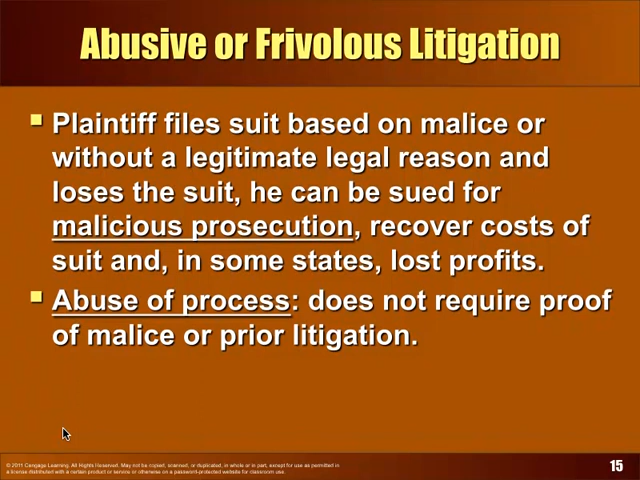 Abusive or Frivolous Litigation
Plaintiff files suit based on malice or
without a legitimate legal reason and
loses the suit, he can be sued for
malicious prosecution, recover costs of
suit and, in some states, lost profits.
Abuse of process: does not require proof
of malice or prior litigation.
© 2011 Cengage Learning. All Rights Reserved. May not be copied, scanned, or duplicated, in whole or in part, except for use as permitted in
a license distributed with a certain product or service or otherwise on a password-protected website for classroom use.
15